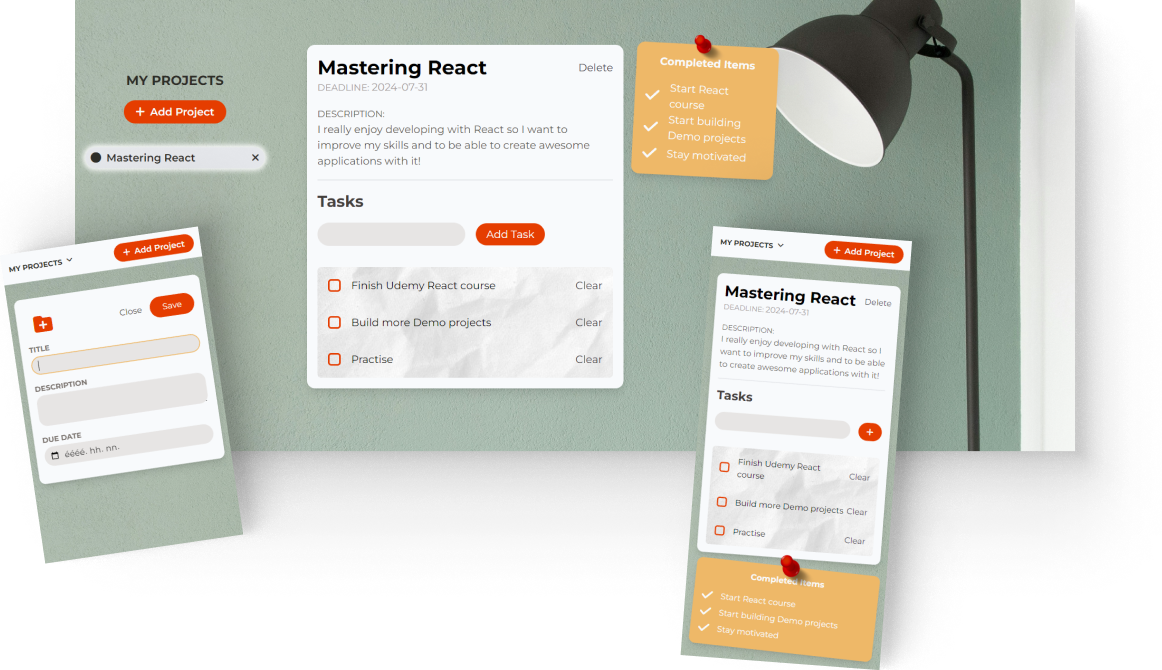 MY PROJECTS
+ Add Project
Mastering React ×
Mastering React
Delete
DEADLINE: 2024-07-31
DESCRIPTION:
I really enjoy developing with React so I want to
improve my skills and to be able to create awesome
applications with it!
Tasks
Add Task
Finish Udemy React course Clear
Build more Demo projects Clear
Practise Clear
Completed Items
Start React
course
Start building
Demo projects
Stay motivated
MY PROJECTS
+ Add Project
Close
Save
TITLE
DESCRIPTION
DUE DATE
éééé. hh. nn.
MY PROJECTS
+ Add Project
Mastering React
Delete
DEADLINE: 2024-07-31
DESCRIPTION:
I really enjoy developing with React so I
want to improve my skills and to be able
to create awesome applications with it!
Tasks
+
Finish Udemy React
course
Clear
Build more Demo projects Clear
Practise Clear
Completed Items
Start React course
Start building Demo projects
Stay motivated